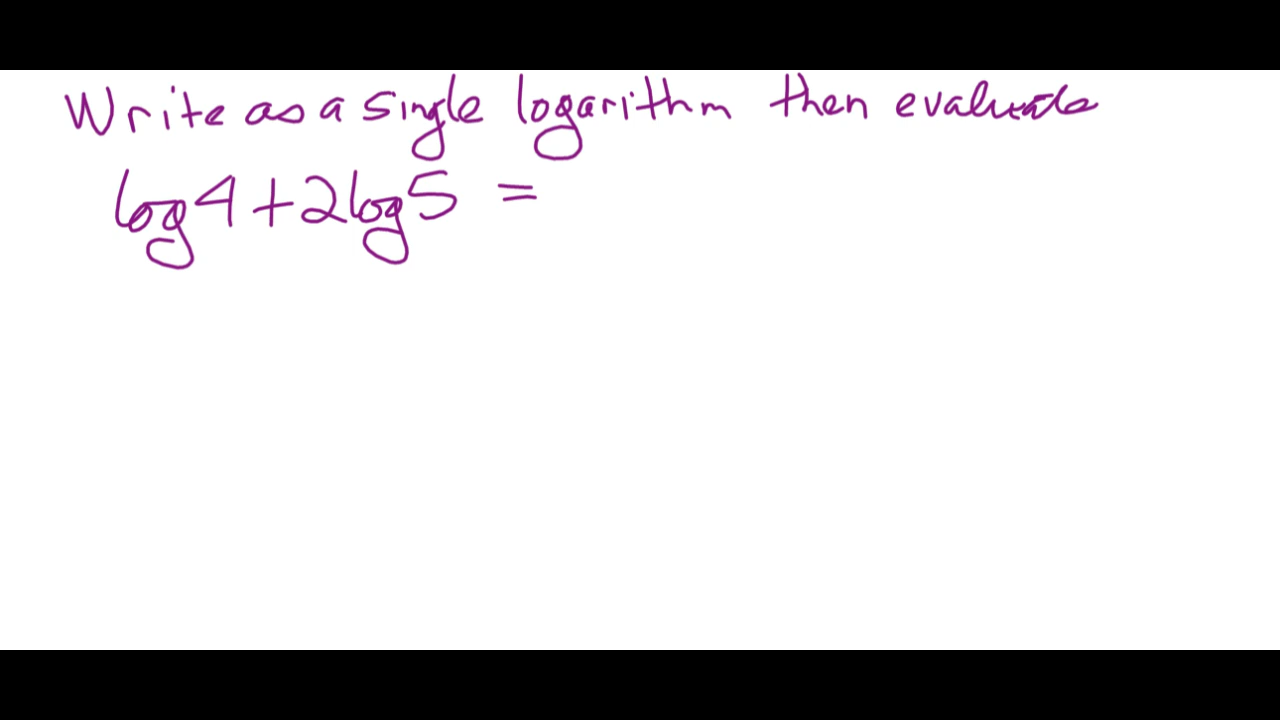 Write as a single logarithm then evaluate
log4+2log5 =